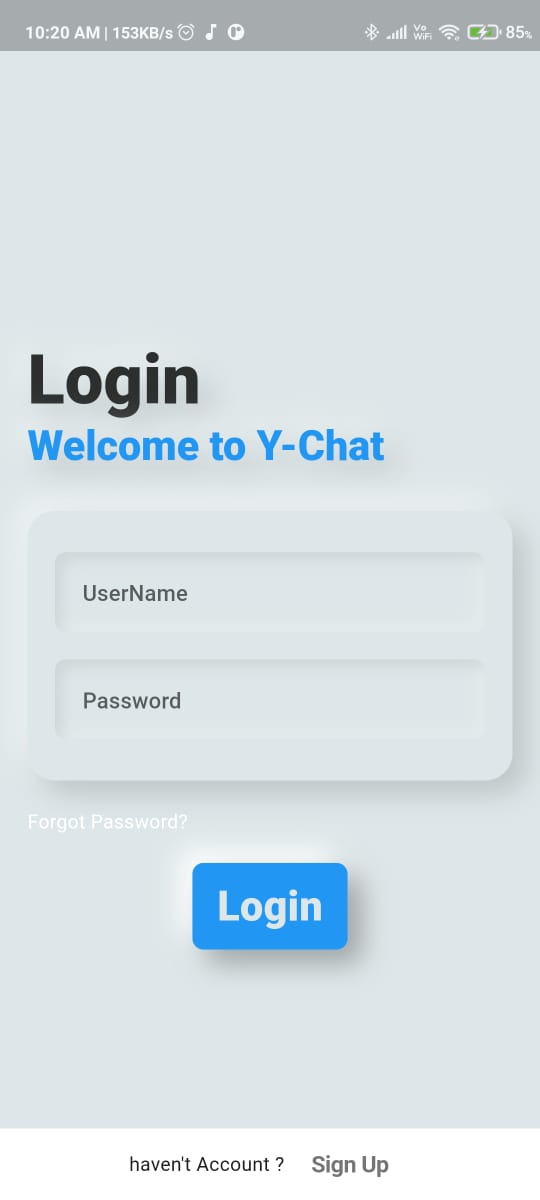 10:20 AM | 153KB/s Vo WiFi 85%
Login
Welcome to Y-Chat
UserName
Password
Forgot Password?
Login
haven't Account ? Sign Up